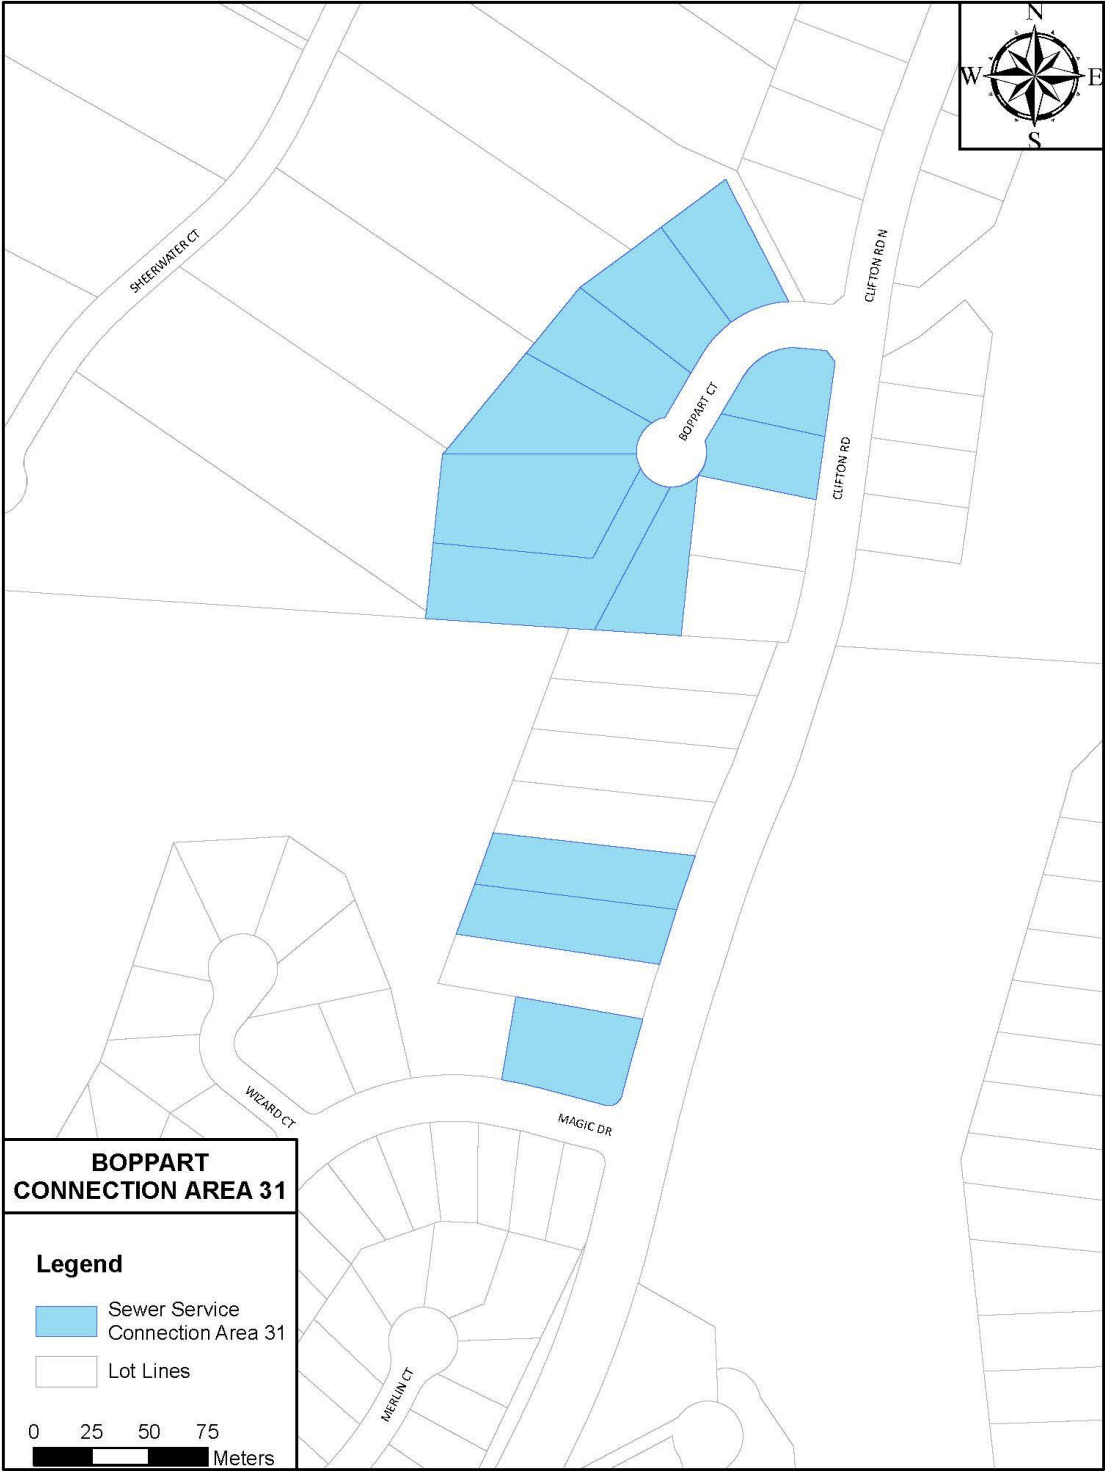 N
W E
S
CLIFTON RD N
SHEERWATER CT
BOPPART CT
CLIFTON RD
WIZARD CT
MAGIC DR
MERLIN CT
BOPPART
CONNECTION AREA 31
Legend
Sewer Service
Connection Area 31
Lot Lines
0 25 50 75
Meters